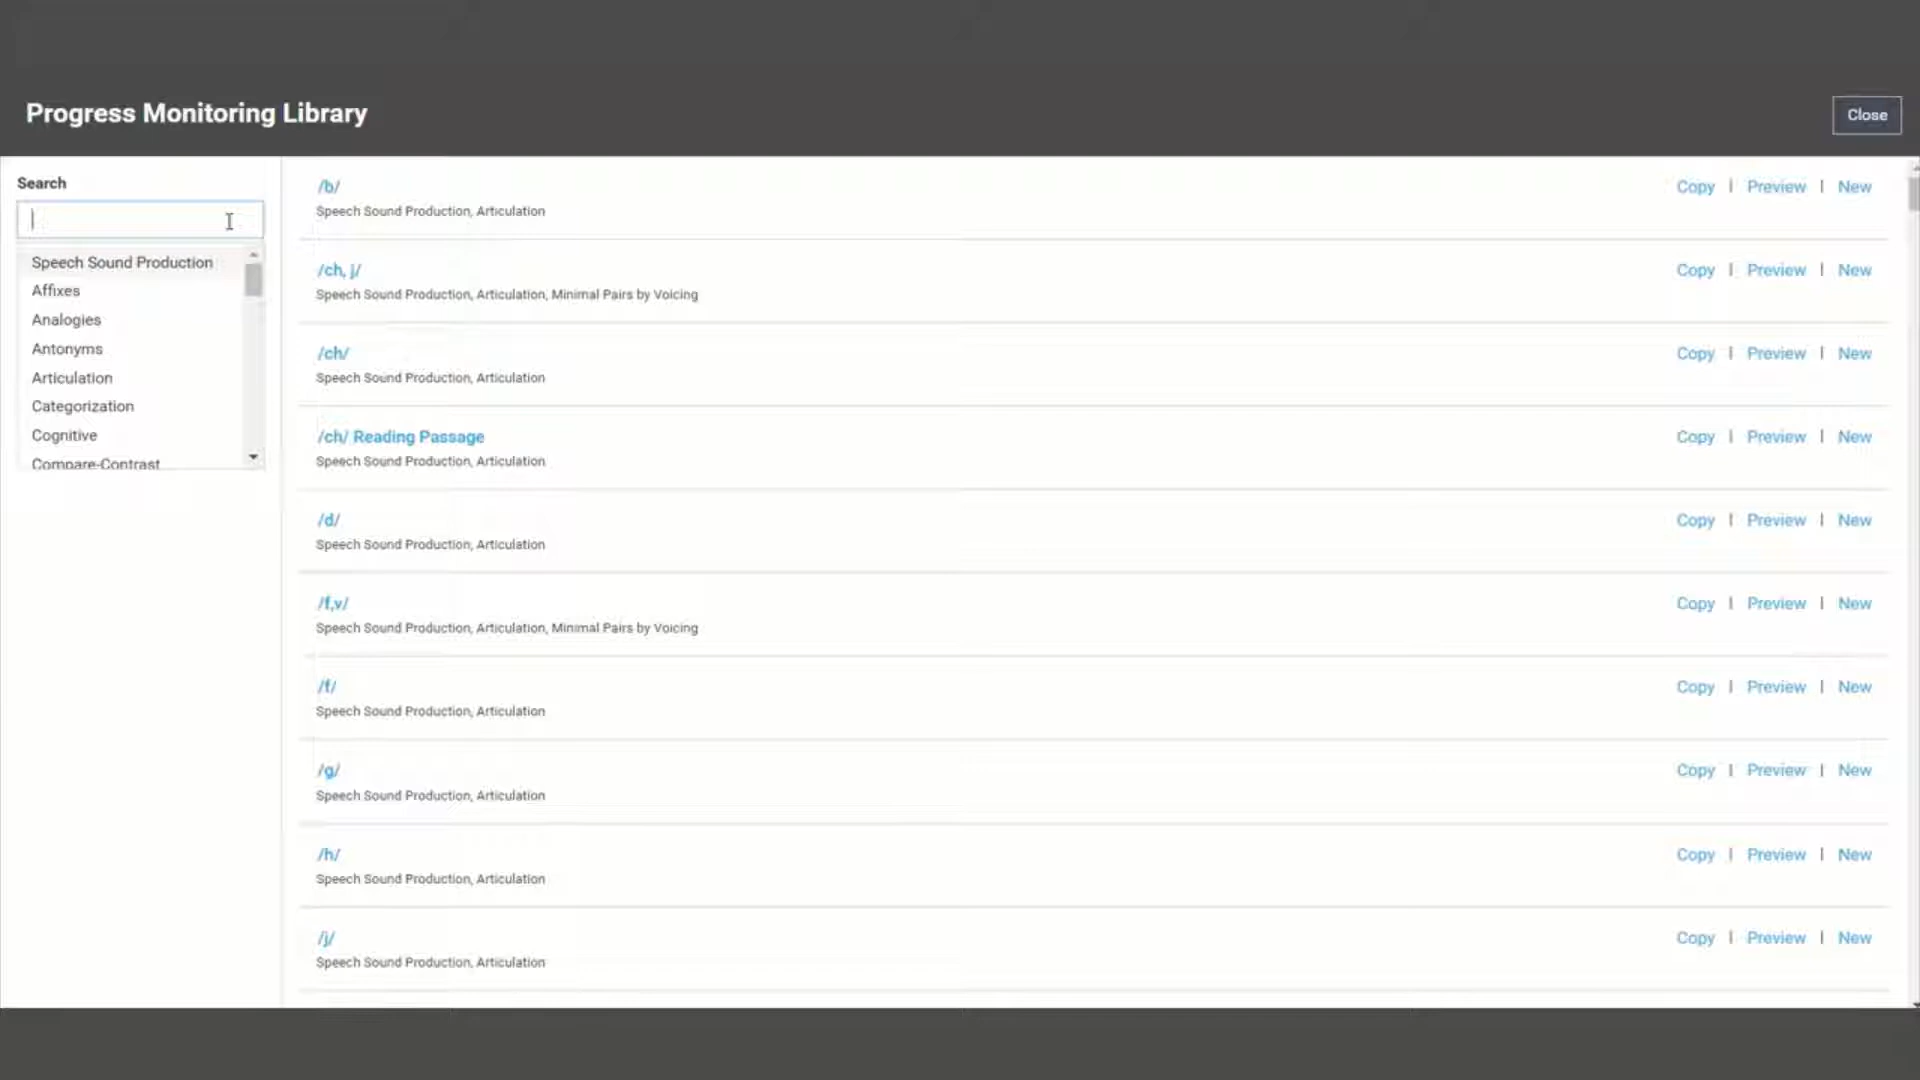 Progress Monitoring Library
Close
Search
Speech Sound Production
Affixes
Analogies
Antonyms
Articulation
Categorization
Cognitive
Compare-Contrast
/b/
Speech Sound Production, Articulation
Copy | Preview | New
/ch, j/
Speech Sound Production, Articulation, Minimal Pairs by Voicing
Copy | Preview | New
/ch/
Speech Sound Production, Articulation
Copy | Preview | New
/ch/ Reading Passage
Speech Sound Production, Articulation
Copy | Preview | New
/d/
Speech Sound Production, Articulation
Copy | Preview | New
/f,v/
Speech Sound Production, Articulation, Minimal Pairs by Voicing
Copy | Preview | New
/f/
Speech Sound Production, Articulation
Copy | Preview | New
/g/
Speech Sound Production, Articulation
Copy | Preview | New
/h/
Speech Sound Production, Articulation
Copy | Preview | New
/j/
Speech Sound Production, Articulation
Copy | Preview | New